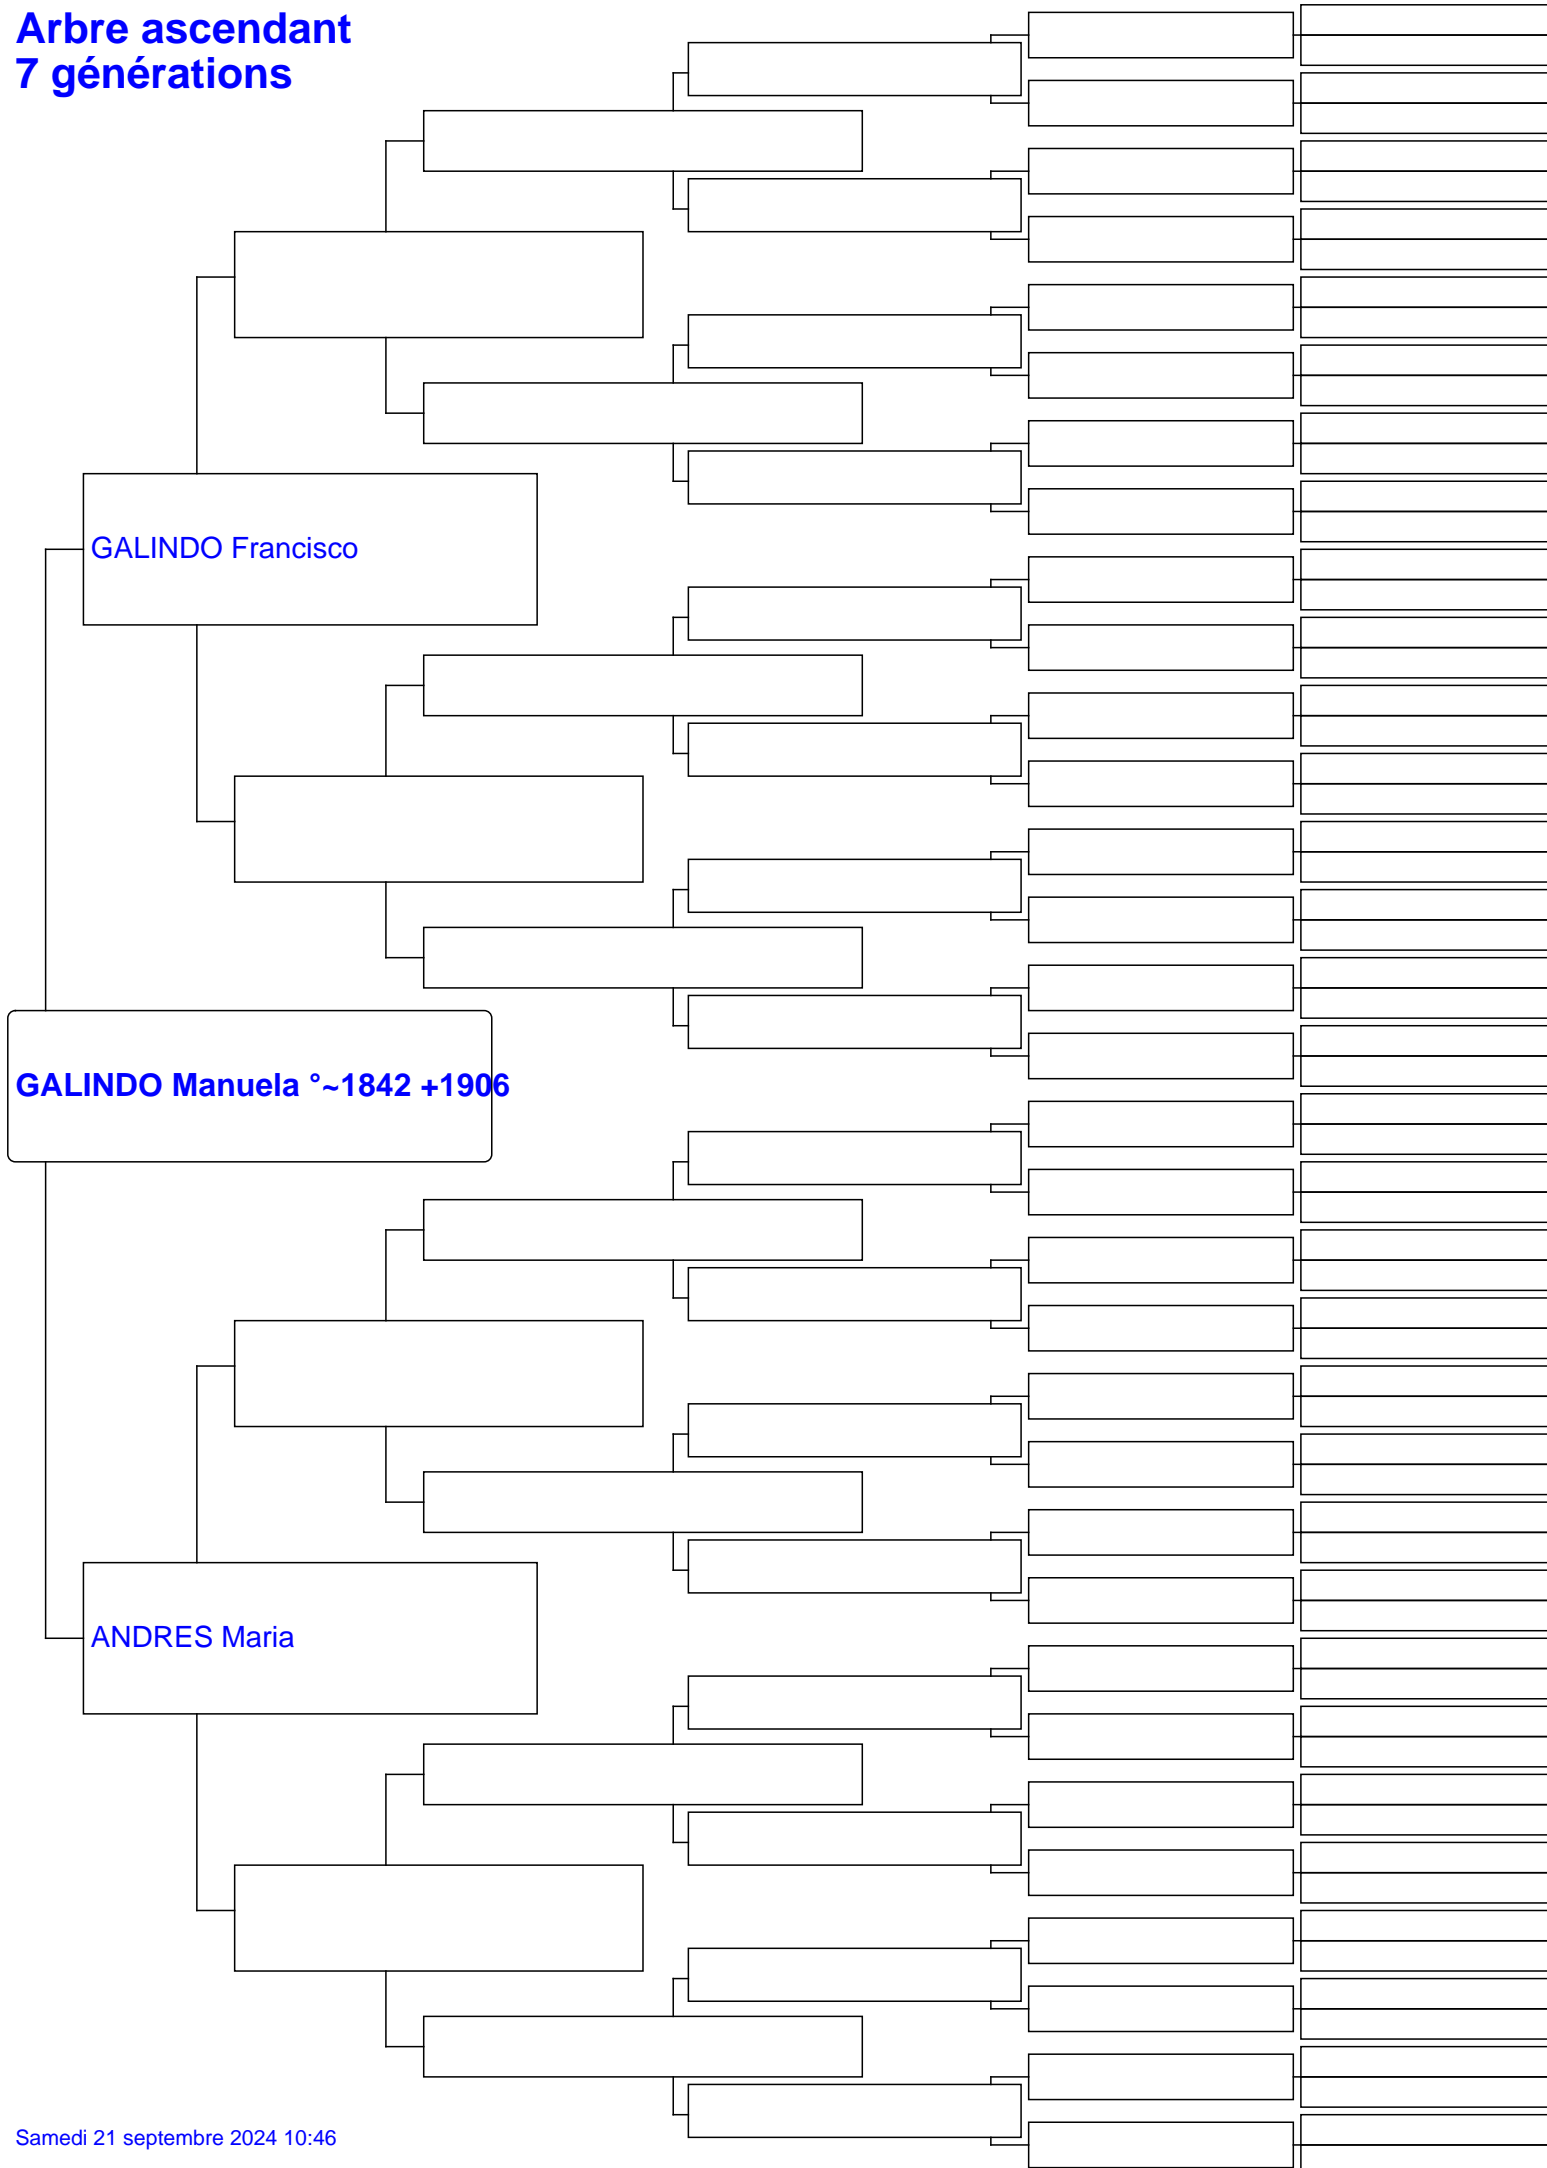 Arbre ascendant
7 générations
GALINDO Francisco
GALINDO Manuela °~1842 +1906
ANDRES Maria
Samedi 21 septembre 2024 10:46